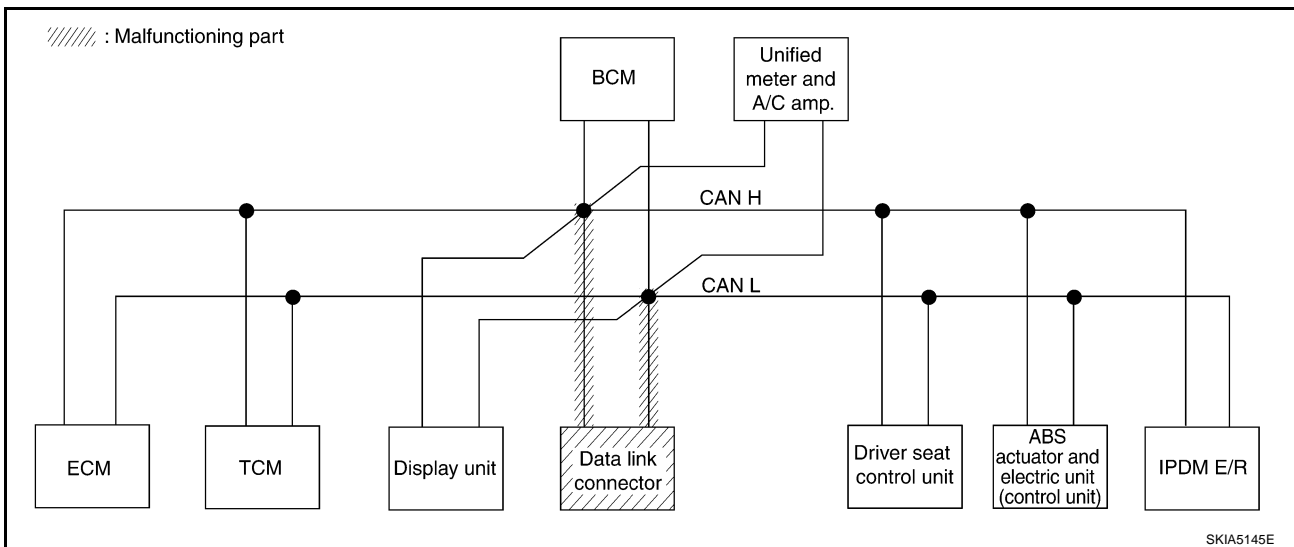 : Malfunctioning part
BCM
Unified
meter and
A/C amp.
CAN H
CAN L
ECM
TCM
Display unit
Data link
connector
Driver seat
control unit
ABS
actuator and
electric unit
(control unit)
IPDM E/R
SKIA5145E